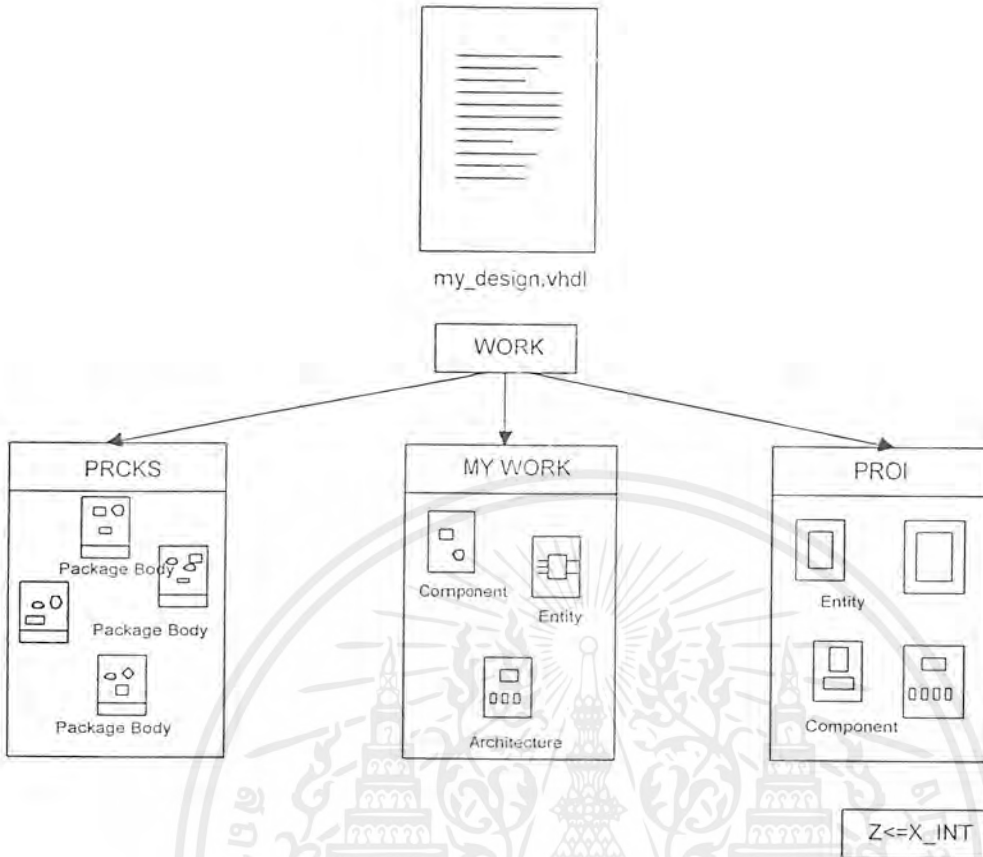 my_design.vhdl
WORK
PRCKS
Package Body
Package Body
Package Body
MY WORK
Component
Entity
Architecture
PROI
Entity
Component
Z<=X_INT